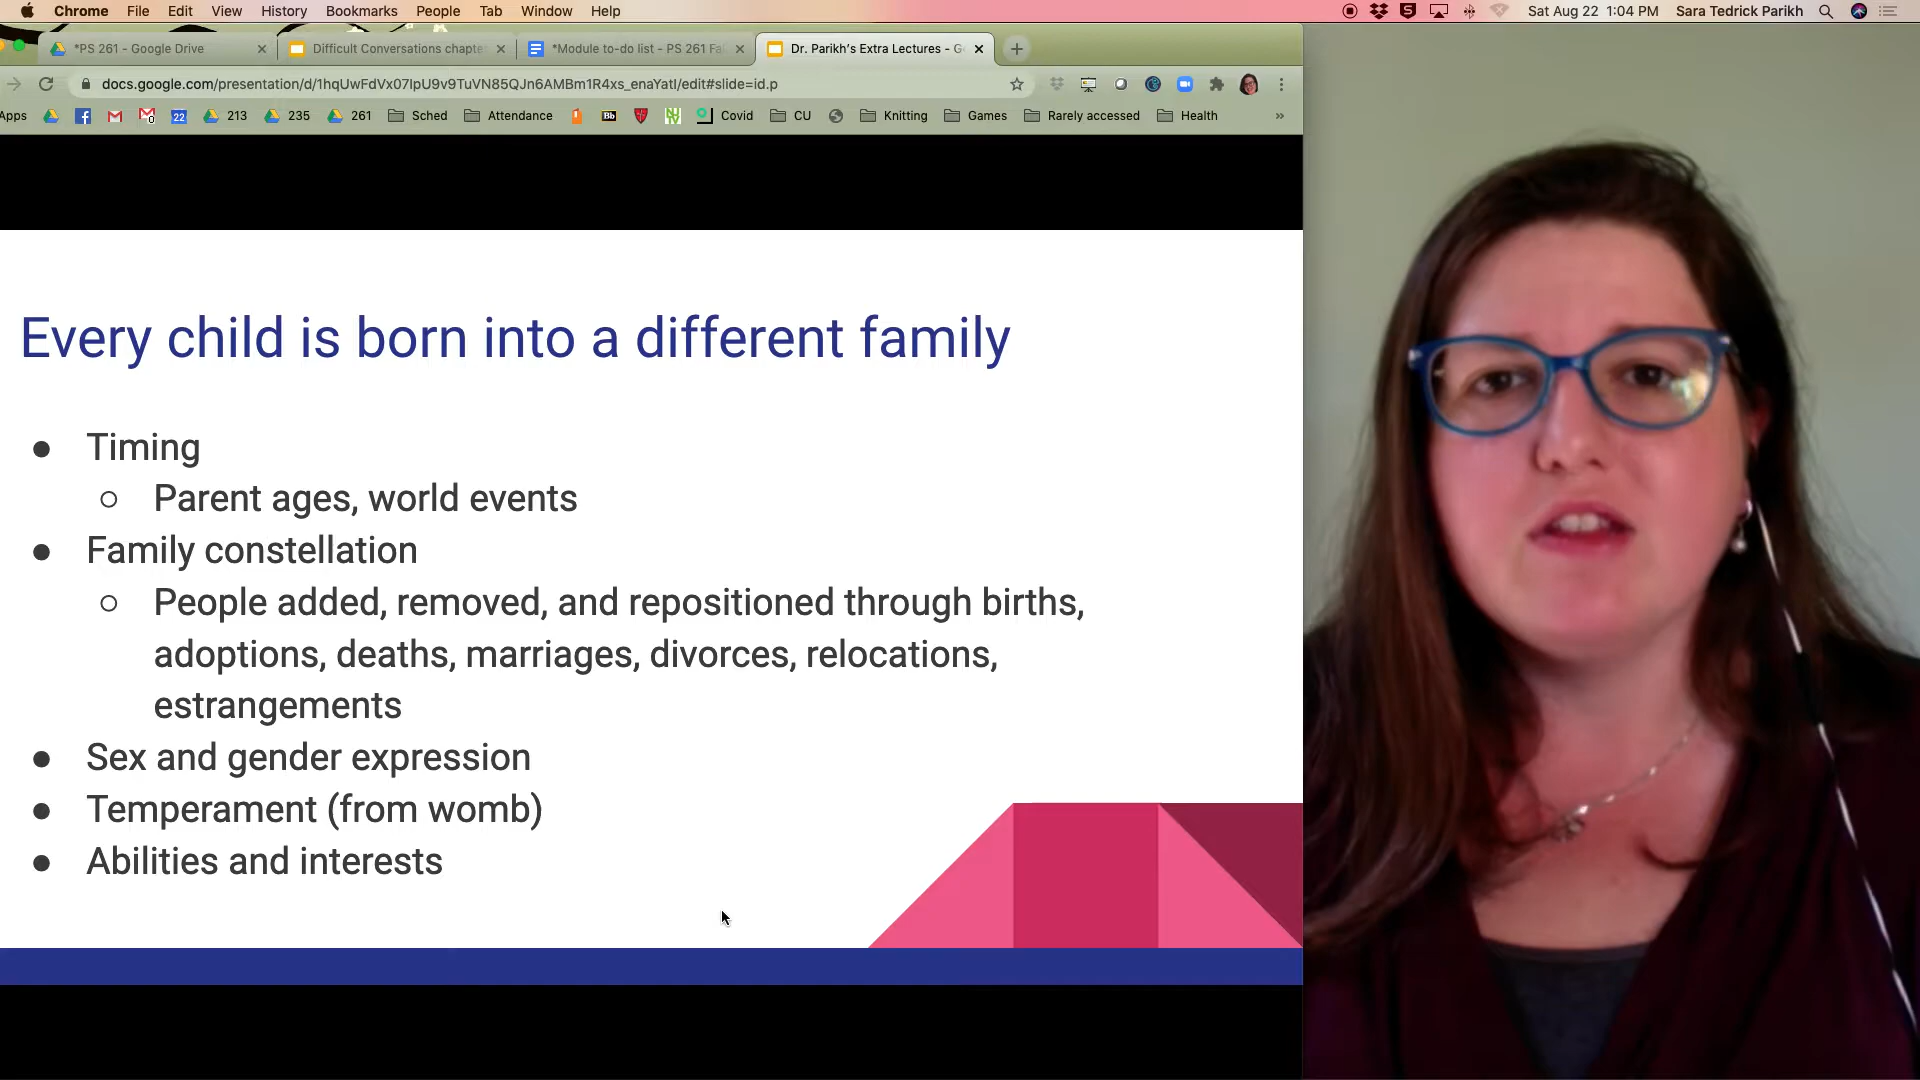 Chrome File Edit View History Bookmarks People Tab Window Help Sat Aug 22 1:04 PM Sara Tedrick Parikh
*PS 261 - Google Drive Difficult Conversations chapte *Module to-do list - PS 261 Fa Dr. Parikh's Extra Lectures - G
docs.google.com/presentation/d/1hqUwFdVx07IpU9v9TuVN85QJn6AMBm1R4xs_enaYatI/edit#slide=id.p
Apps 22 213 235 261 Sched Attendance Bb Covid CU Knitting Games Rarely accessed Health »
Every child is born into a different family
● Timing
○ Parent ages, world events
● Family constellation
○ People added, removed, and repositioned through births,
adoptions, deaths, marriages, divorces, relocations,
estrangements
● Sex and gender expression
● Temperament (from womb)
● Abilities and interests